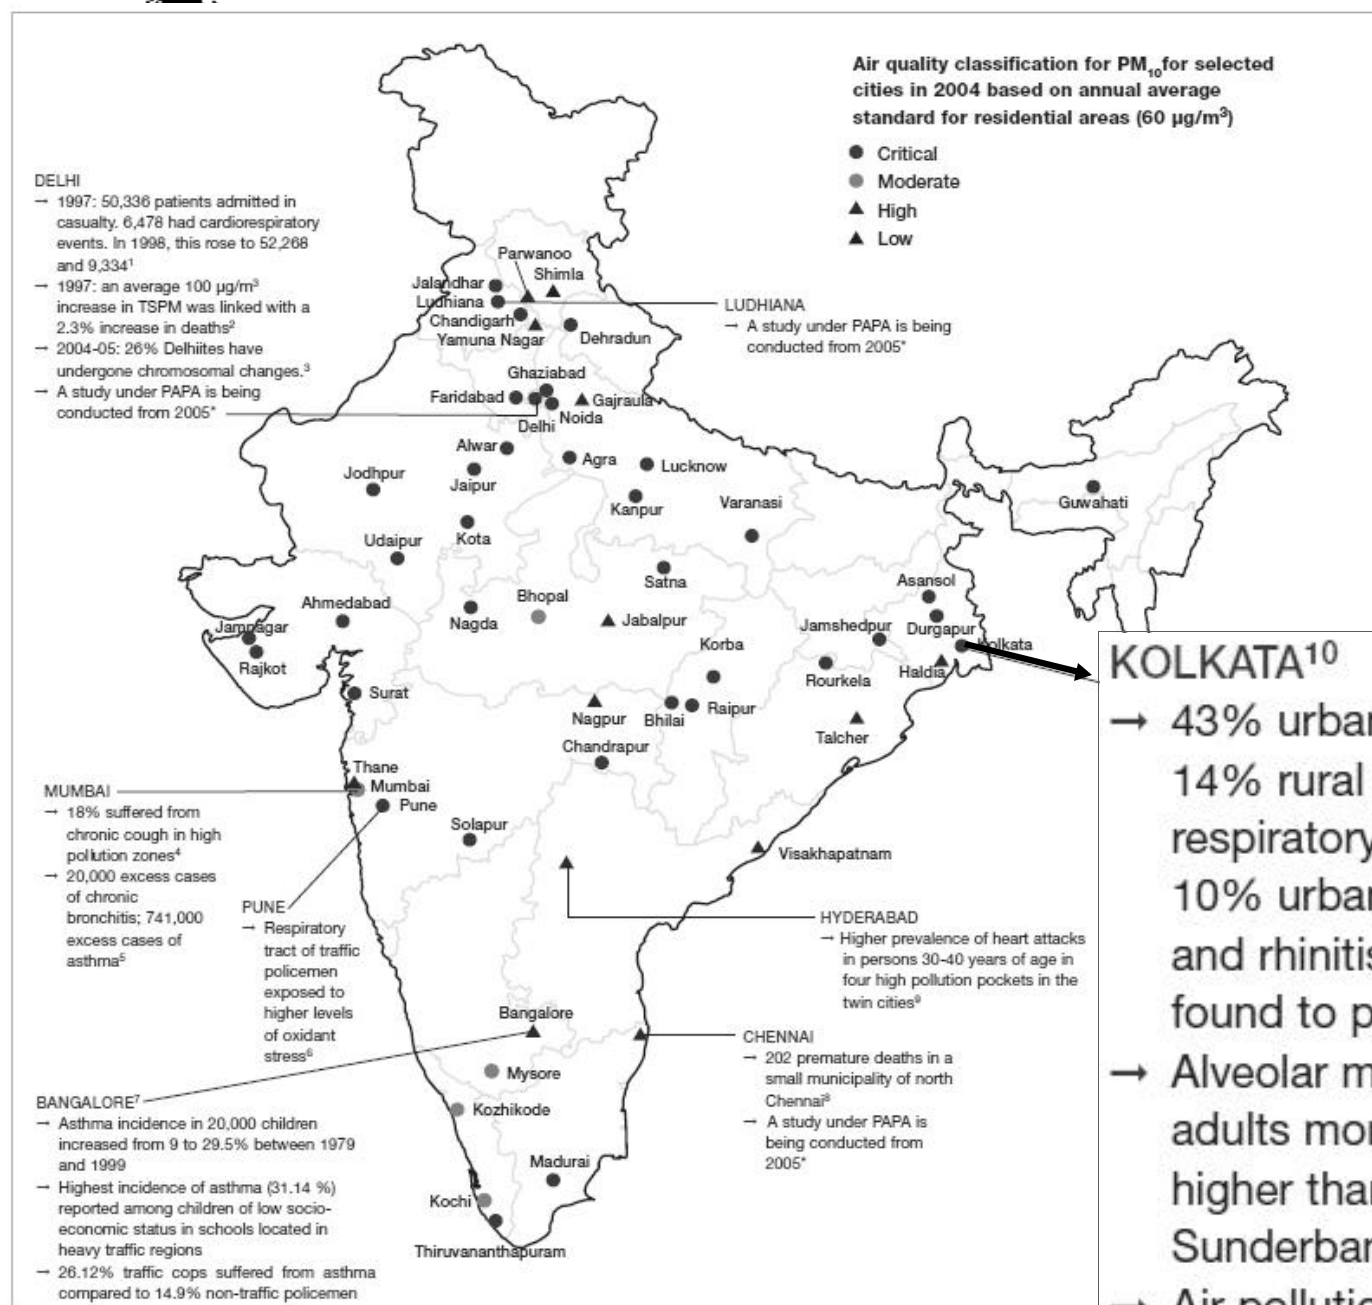 Air quality classification for PM10 for selected
cities in 2004 based on annual average
standard for residential areas (60 µg/m³)
Critical
Moderate
High
Low
DELHI
→ 1997: 50,336 patients admitted in
casualty. 6,478 had cardiorespiratory
events. In 1998, this rose to 52,268
and 9,334¹
→ 1997: an average 100 µg/m³
increase in TSPM was linked with a
2.3% increase in deaths²
→ 2004-05: 26% Delhiites have
undergone chromosomal changes.³
→ A study under PAPA is being
conducted from 2005*
Parwanoo
Shimla
Jalandhar
Ludhiana
Chandigarh
Yamuna Nagar
Dehradun
LUDHIANA
→ A study under PAPA is being
conducted from 2005*
Ghaziabad
Faridabad
Gajraula
Noida
Delhi
Alwar
Agra
Lucknow
Jodhpur
Jaipur
Kanpur
Varanasi
Guwahati
Udaipur
Kota
Satna
Asansol
Ahmedabad
Bhopal
Nagda
Jabalpur
Jamshedpur
Durgapur
Jamnagar
Korba
Kolkata
Rajkot
Rourkela
Haldia
Surat
Nagpur
Bhilai
Raipur
Talcher
Chandrapur
Thane
Mumbai
Pune
Solapur
Visakhapatnam
MUMBAI
→ 18% suffered from
chronic cough in high
pollution zones⁴
→ 20,000 excess cases
of chronic
bronchitis; 741,000
excess cases of
asthma⁵
PUNE
→ Respiratory
tract of traffic
policemen
exposed to
higher levels
of oxidant
stress⁶
HYDERABAD
→ Higher prevalence of heart attacks
in persons 30-40 years of age in
four high pollution pockets in the
twin cities⁹
Bangalore
CHENNAI
→ 202 premature deaths in a
small municipality of north
Chennai⁸
→ A study under PAPA is
being conducted from
2005*
Mysore
Kozhikode
Madurai
Kochi
Thiruvananthapuram
BANGALORE⁷
→ Asthma incidence in 20,000 children
increased from 9 to 29.5% between 1979
and 1999
→ Highest incidence of asthma (31.14 %)
reported among children of low socio-
economic status in schools located in
heavy traffic regions
→ 26.12% traffic cops suffered from asthma
compared to 14.9% non-traffic policemen
KOLKATA¹⁰
→ 43% urban
14% rural
respiratory
10% urban
and rhinitis
found to p
→ Alveolar m
adults mor
higher than
Sunderban
→ Air pollutio